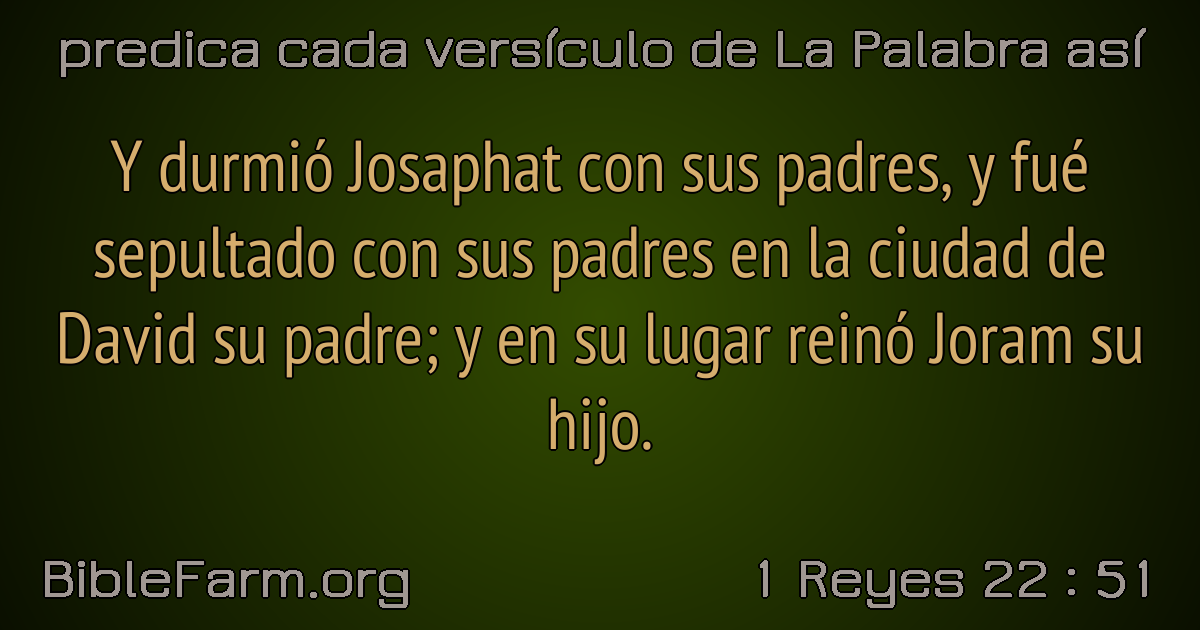 predica cada versículo de La Palabra así
Y durmió Josaphat con sus padres, y fué
sepultado con sus padres en la ciudad de
David su padre; y en su lugar reinó Joram su
hijo.
BibleFarm.org
1 Reyes 22 : 51